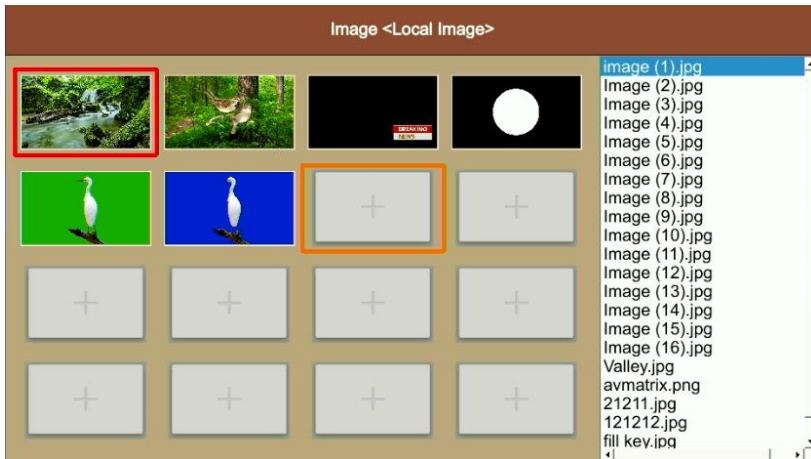 Image <Local Image>
BREAKING
NEWS
image (1).jpg
Image (2).jpg
Image (3).jpg
Image (4).jpg
Image (5).jpg
Image (6).jpg
Image (7).jpg
Image (8).jpg
Image (9).jpg
Image (10).jpg
Image (11).jpg
Image (12).jpg
Image (13).jpg
Image (14).jpg
Image (15).jpg
Image (16).jpg
Valley.jpg
avmatrix.png
21211.jpg
121212.jpg
fill key.jpg